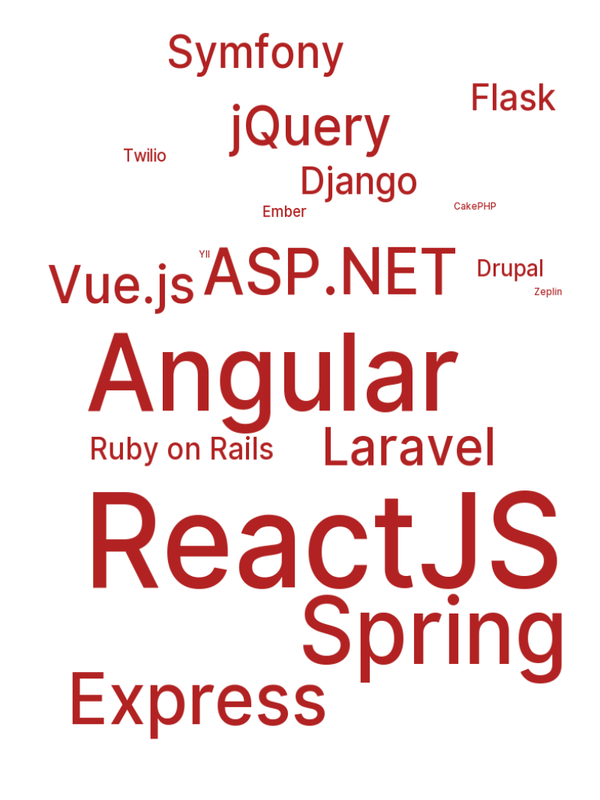 Symfony
Flask
jQuery
Twilio
Django
CakePHP
Ember
YII
ASP.NET
Vue.js
Drupal
Zeplin
Angular
Ruby on Rails
Laravel
ReactJS
Spring
Express